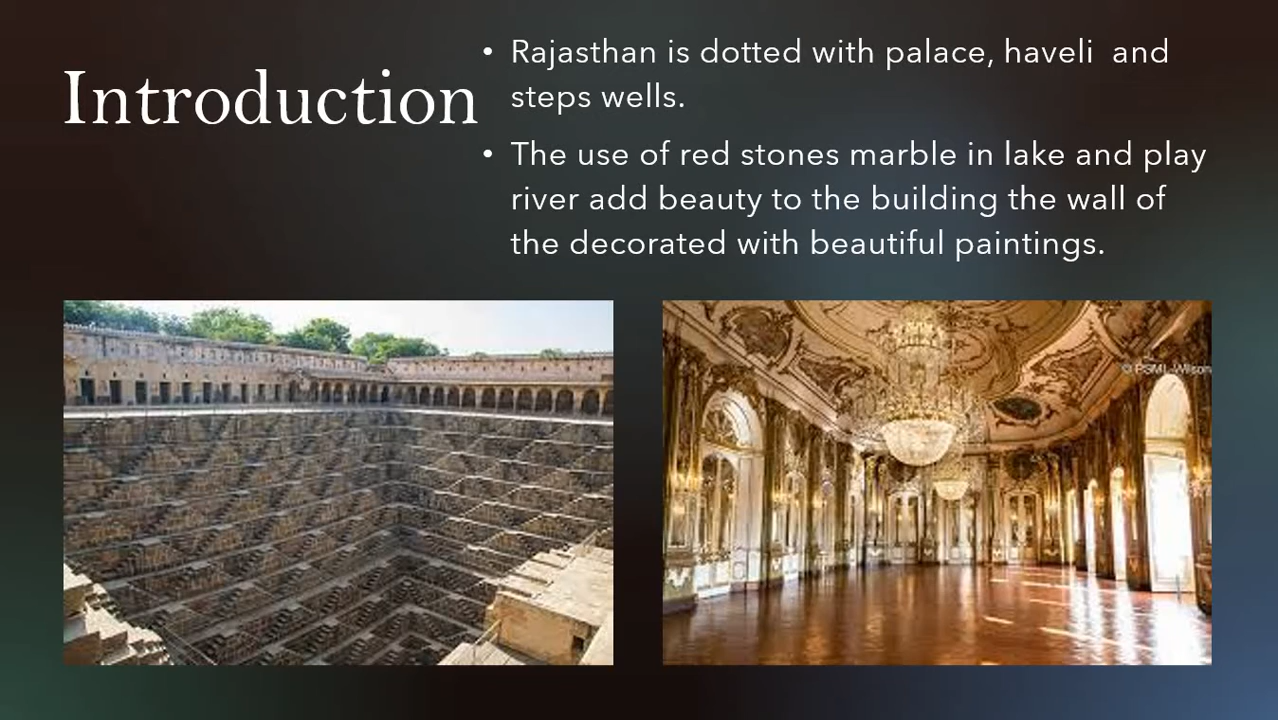 Introduction
• Rajasthan is dotted with palace, haveli and
steps wells.
• The use of red stones marble in lake and play
river add beauty to the building the wall of
the decorated with beautiful paintings.
© PSML-Wilson